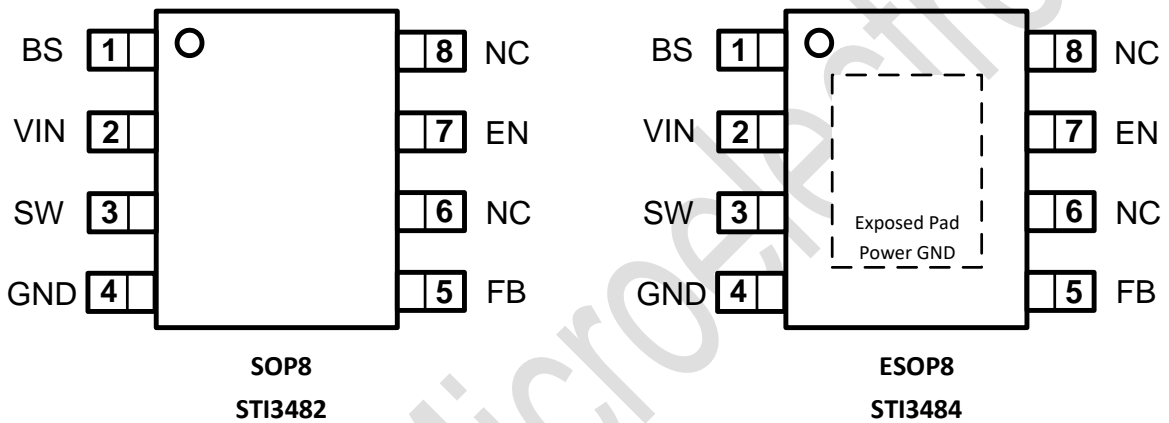 BS 1 8 NC
VIN 2 7 EN
SW 3 6 NC
GND 4 5 FB
SOP8
STI3482
BS 1 8 NC
VIN 2 7 EN
SW 3 6 NC
GND 4 5 FB
Exposed Pad
Power GND
ESOP8
STI3484